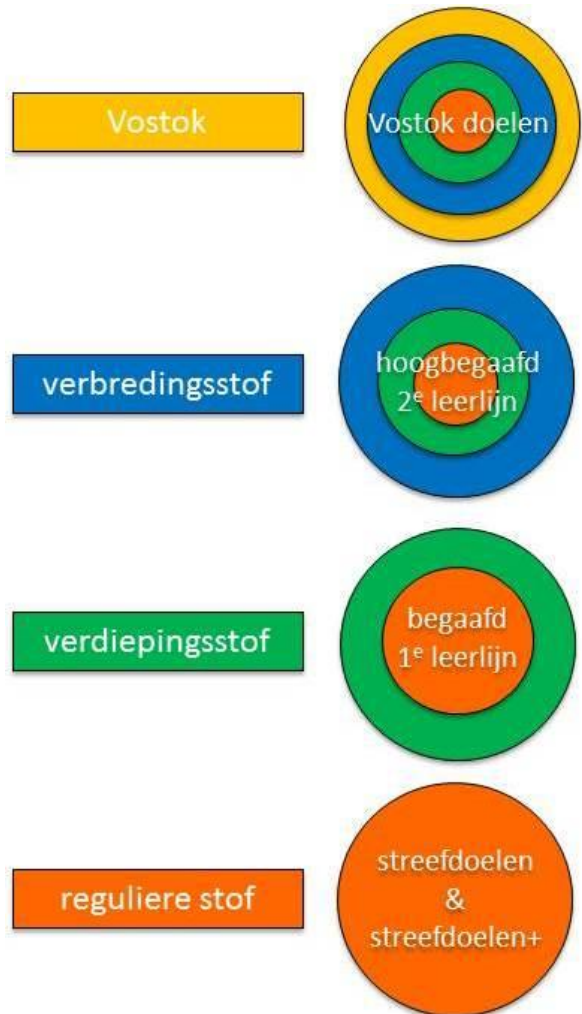 Vostok
Vostok doelen
verbredingsstof
hoogbegaafd
2e leerlijn
verdiepingsstof
begaafd
1e leerlijn
reguliere stof
streefdoelen
&
streefdoelen+